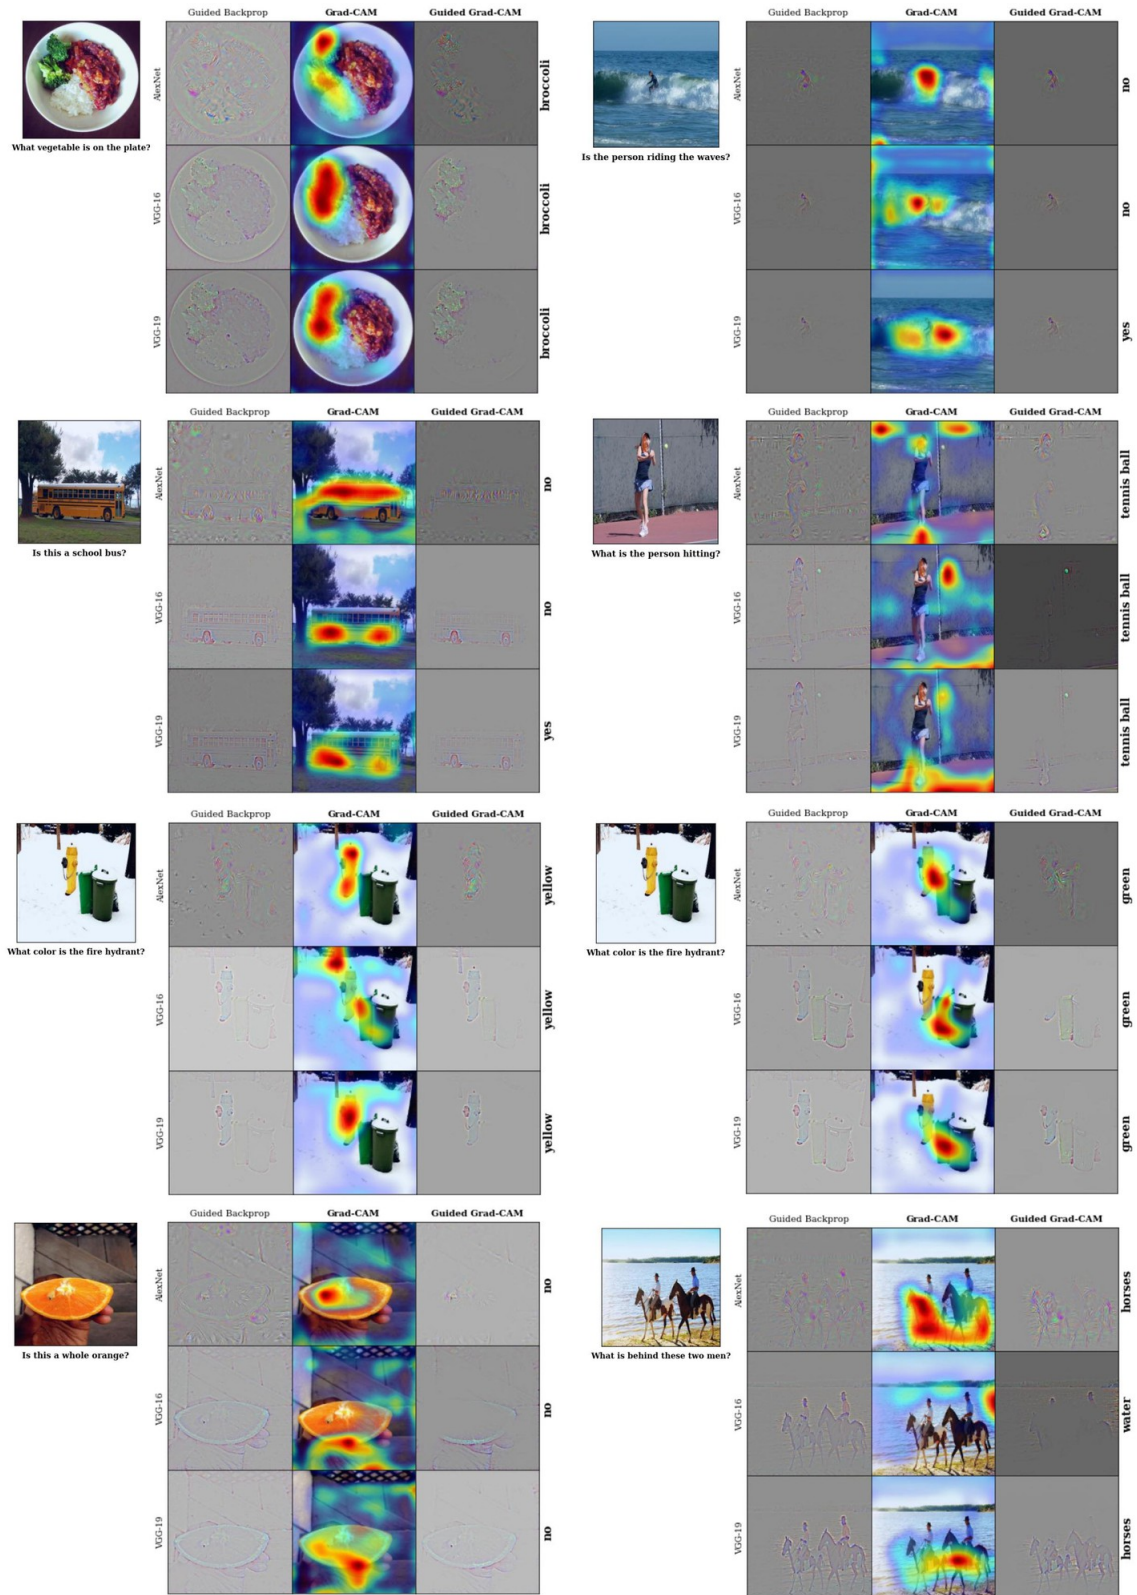 Guided Backprop Grad-CAM Guided Grad-CAM
AlexNet
broccoli
What vegetable is on the plate?
VGG-16
broccoli
VGG-19
broccoli
Guided Backprop Grad-CAM Guided Grad-CAM
AlexNet
no
Is the person riding the waves?
VGG-16
no
VGG-19
yes
Guided Backprop Grad-CAM Guided Grad-CAM
AlexNet
no
Is this a school bus?
VGG-16
no
VGG-19
yes
Guided Backprop Grad-CAM Guided Grad-CAM
AlexNet
tennis ball
What is the person hitting?
VGG-16
tennis ball
VGG-19
tennis ball
Guided Backprop Grad-CAM Guided Grad-CAM
AlexNet
yellow
What color is the fire hydrant?
VGG-16
yellow
VGG-19
yellow
Guided Backprop Grad-CAM Guided Grad-CAM
AlexNet
green
What color is the fire hydrant?
VGG-16
green
VGG-19
green
Guided Backprop Grad-CAM Guided Grad-CAM
AlexNet
no
Is this a whole orange?
VGG-16
no
VGG-19
no
Guided Backprop Grad-CAM Guided Grad-CAM
AlexNet
horses
What is behind these two men?
VGG-16
water
VGG-19
horses